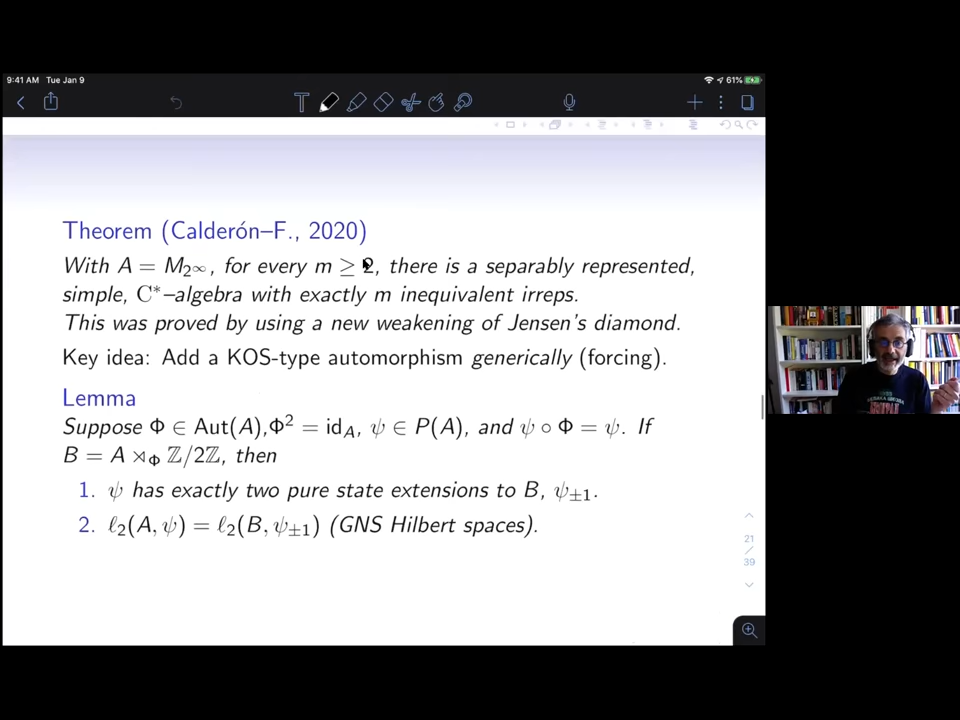 9:41 AM Tue Jan 9
61%
Theorem (Calderón–F., 2020)
With A = M₂∞, for every m ≥ 2, there is a separably represented,
simple, C*–algebra with exactly m inequivalent irreps.
This was proved by using a new weakening of Jensen's diamond.
Key idea: Add a KOS-type automorphism generically (forcing).
Lemma
Suppose Φ ∈ Aut(A),Φ² = id_A, ψ ∈ P(A), and ψ ∘ Φ = ψ. If
B = A ⋊_Φ ℤ/2ℤ, then
1. ψ has exactly two pure state extensions to B, ψ_±1.
2. ℓ₂(A, ψ) = ℓ₂(B, ψ_±1) (GNS Hilbert spaces).
21
/
39